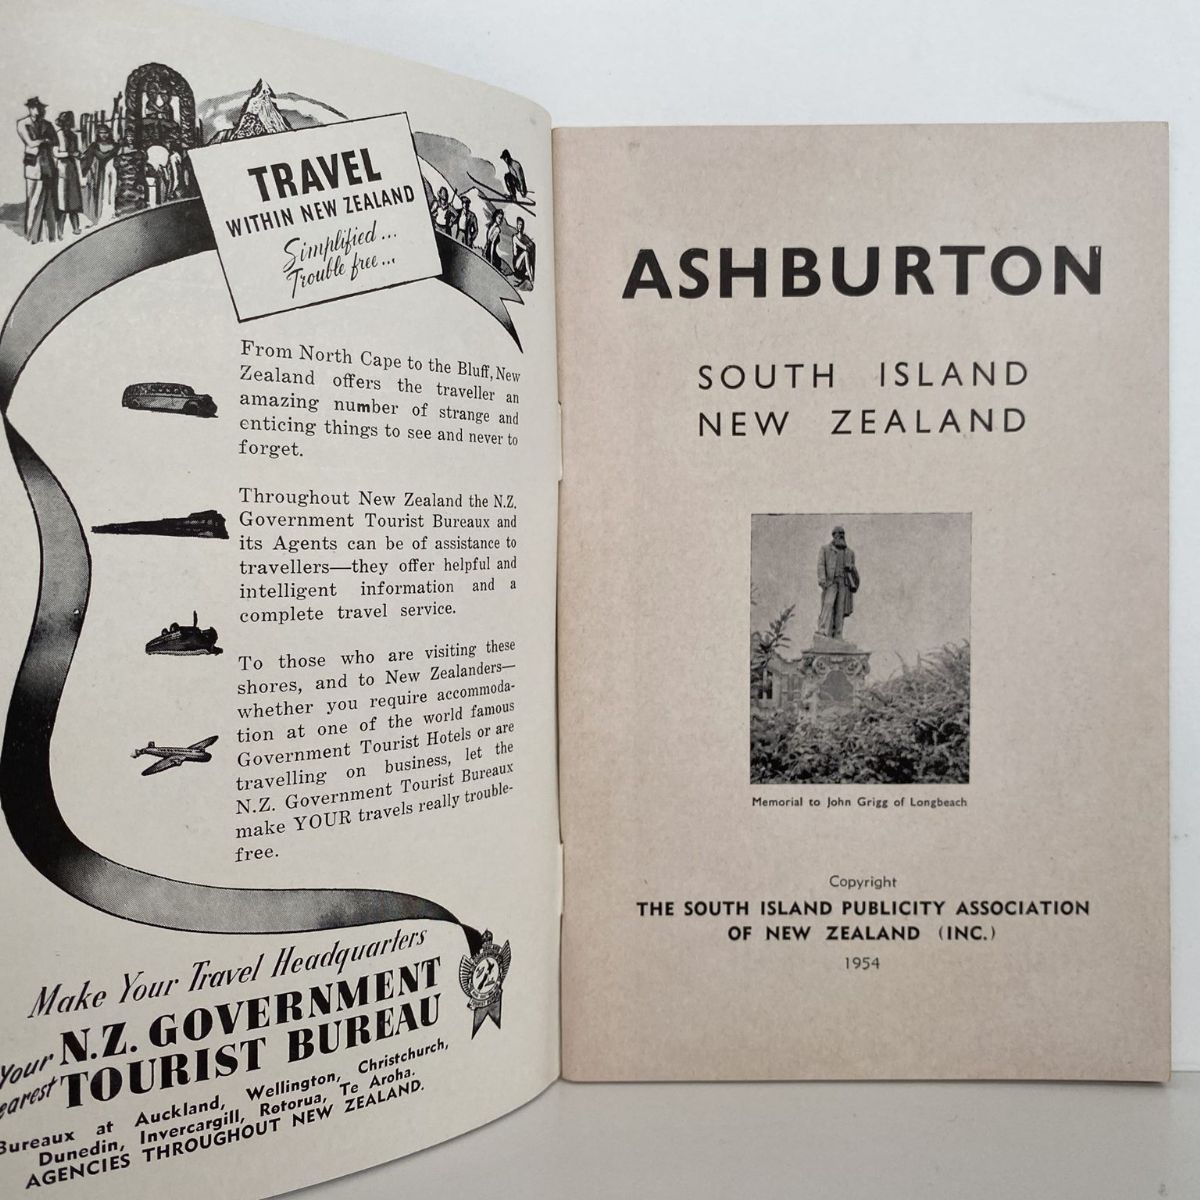 TRAVEL
WITHIN NEW ZEALAND
Simplified...
Trouble free...
From North Cape to the Bluff, New
Zealand offers the traveller an
amazing number of strange and
enticing things to see and never to
forget.
Throughout New Zealand the N.Z.
Government Tourist Bureaux and
its Agents can be of assistance to
travellers—they offer helpful and
intelligent information and a
complete travel service.
To those who are visiting these
shores, and to New Zealanders—
whether you require accommoda-
tion at one of the world famous
Government Tourist Hotels or are
travelling on business, let the
N.Z. Government Tourist Bureaux
make YOUR travels really trouble-
free.
Make Your Travel Headquarters
Your N.Z. GOVERNMENT
earest TOURIST BUREAU
Bureaux at Auckland, Wellington, Christchurch,
Dunedin, Invercargill, Rotorua, Te Aroha.
AGENCIES THROUGHOUT NEW ZEALAND.
ASHBURTON
SOUTH ISLAND
NEW ZEALAND
Memorial to John Grigg of Longbeach
Copyright
THE SOUTH ISLAND PUBLICITY ASSOCIATION
OF NEW ZEALAND (INC.)
1954